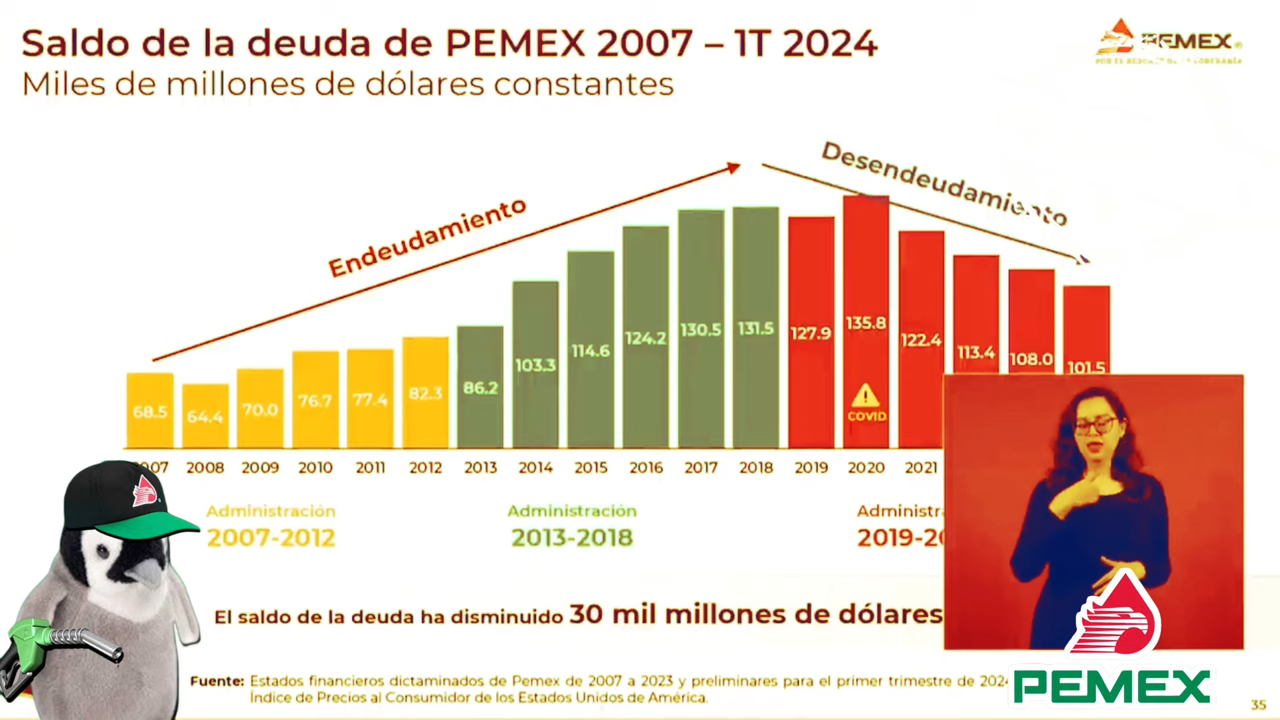 Saldo de la deuda de PEMEX 2007 – 1T 2024
Miles de millones de dólares constantes
PEMEX
Endeudamiento
Desendeudamiento
68.5 64.4 70.0 76.7 77.4 82.3 86.2 103.3 114.6 124.2 130.5 131.5 127.9 135.8 122.4 113.4 108.0 101.5
COVID
07 2008 2009 2010 2011 2012 2013 2014 2015 2016 2017 2018 2019 2020 2021
Administración Administración Administra
2007-2012 2013-2018 2019-20
El saldo de la deuda ha disminuido 30 mil millones de dólares
Fuente: Estados financieros dictaminados de Pemex de 2007 a 2023 y preliminares para el primer trimestre de 2024
Índice de Precios al Consumidor de los Estados Unidos de América.
PEMEX
35